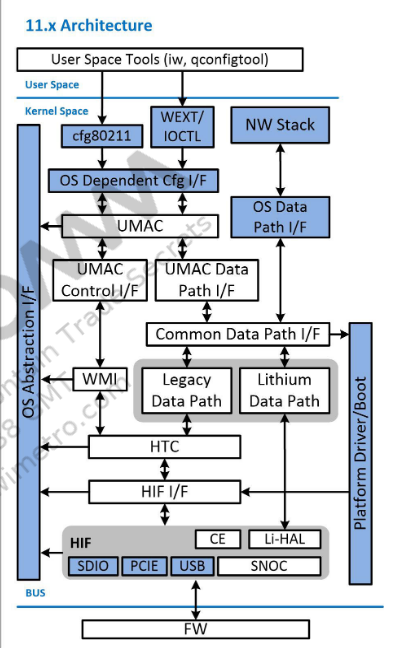 11.x Architecture
User Space Tools (iw, qconfigtool)
User Space
Kernel Space
cfg80211
WEXT/
IOCTL
NW Stack
OS Dependent Cfg I/F
OS Data
Path I/F
UMAC
UMAC
Control I/F
UMAC Data
Path I/F
Common Data Path I/F
OS Abstraction I/F
WMI
Legacy
Data Path
Lithium
Data Path
Platform Driver/Boot
HTC
HIF I/F
HIF
CE
Li-HAL
SDIO
PCIE
USB
SNOC
BUS
FW
Trade Secrets